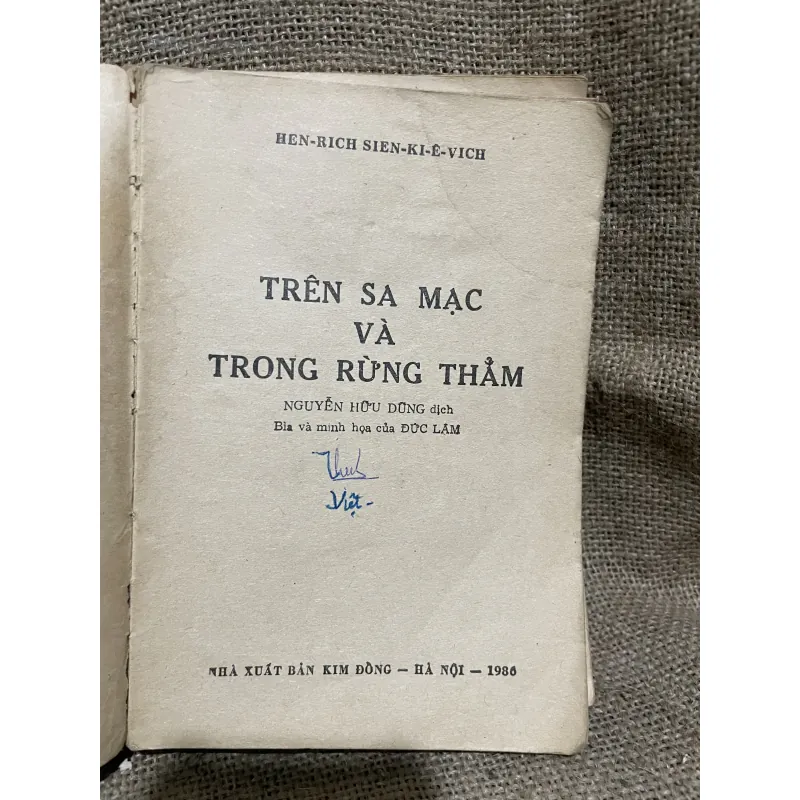 HEN-RICH SIEN-KI-Ê-VICH
TRÊN SA MẠC
VÀ
TRONG RỪNG THẲM
NGUYỄN HỮU DŨNG dịch
Bìa và minh họa của ĐỨC LÂM
Việt-
NHÀ XUẤT BẢN KIM ĐỒNG — HÀ NỘI — 1986